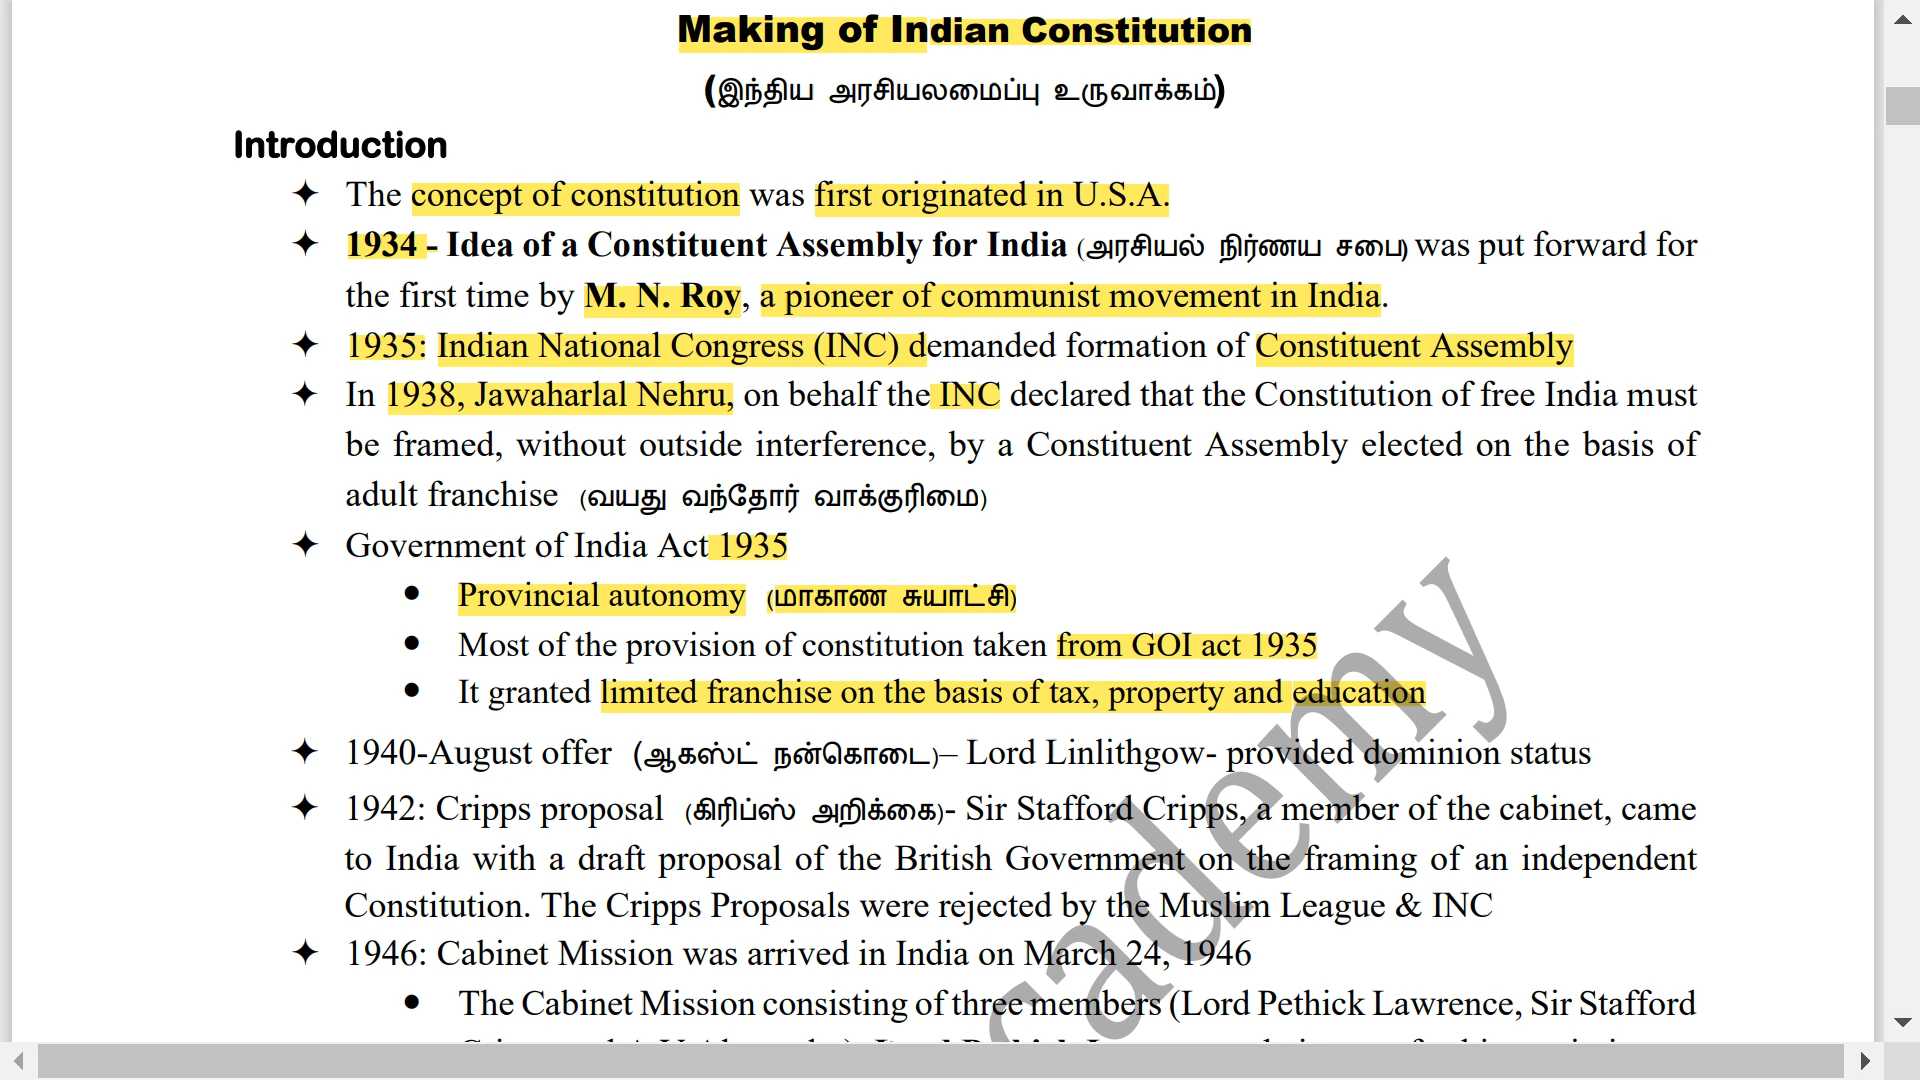 Making of Indian Constitution
(இந்திய அரசியலமைப்பு உருவாக்கம்)
Introduction
✦ The concept of constitution was first originated in U.S.A.
✦ 1934 - Idea of a Constituent Assembly for India (அரசியல் நிர்ணய சபை) was put forward for
the first time by M. N. Roy, a pioneer of communist movement in India.
✦ 1935: Indian National Congress (INC) demanded formation of Constituent Assembly
✦ In 1938, Jawaharlal Nehru, on behalf the INC declared that the Constitution of free India must
be framed, without outside interference, by a Constituent Assembly elected on the basis of
adult franchise (வயது வந்தோர் வாக்குரிமை)
✦ Government of India Act 1935
• Provincial autonomy (மாகாண சுயாட்சி)
• Most of the provision of constitution taken from GOI act 1935
• It granted limited franchise on the basis of tax, property and education
✦ 1940-August offer (ஆகஸ்ட் நன்கொடை)– Lord Linlithgow- provided dominion status
✦ 1942: Cripps proposal (கிரிப்ஸ் அறிக்கை)- Sir Stafford Cripps, a member of the cabinet, came
to India with a draft proposal of the British Government on the framing of an independent
Constitution. The Cripps Proposals were rejected by the Muslim League & INC
✦ 1946: Cabinet Mission was arrived in India on March 24, 1946
• The Cabinet Mission consisting of three members (Lord Pethick Lawrence, Sir Stafford
cademy